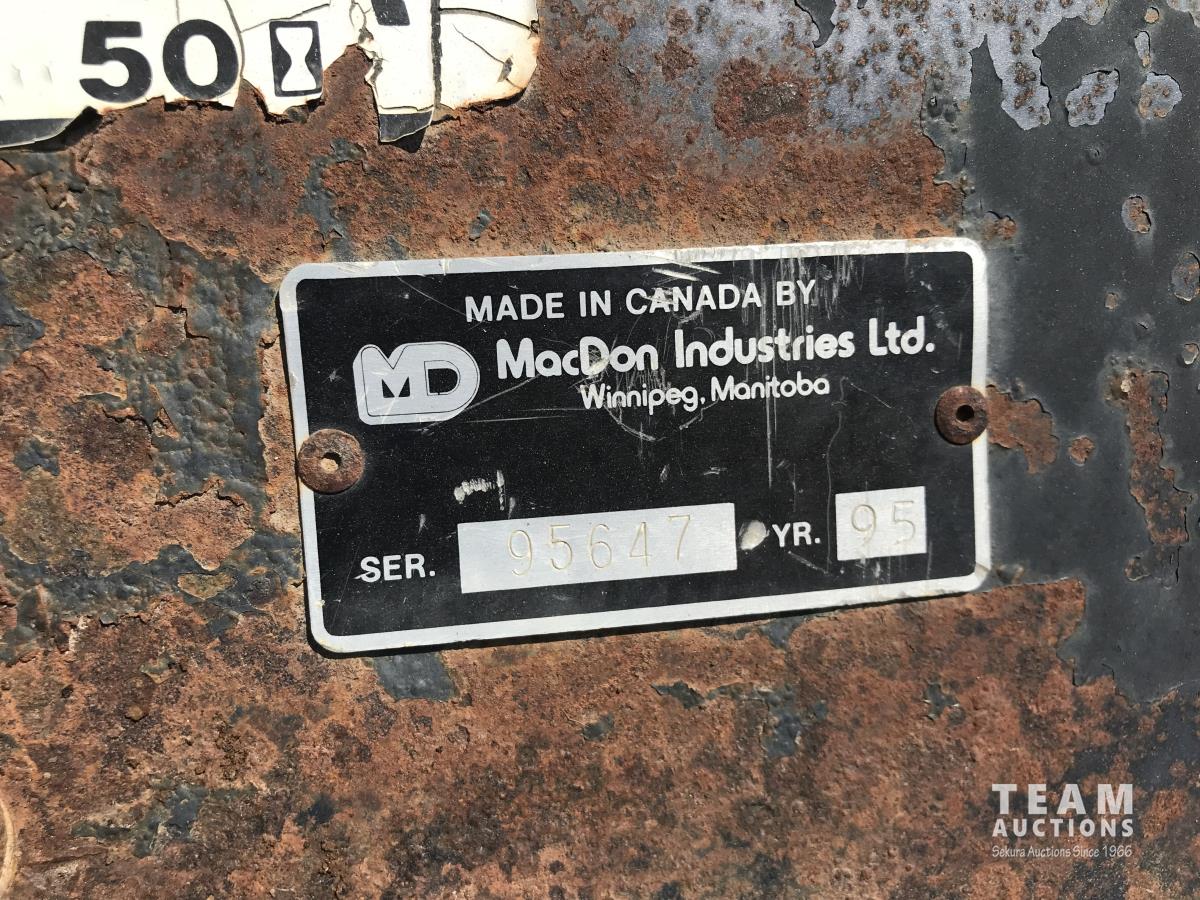 50
MADE IN CANADA BY
MD MacDon Industries Ltd.
Winnipeg, Manitoba
SER. 95647 YR. 95
TEAM
AUCTIONS
Sekura Auctions Since 1966